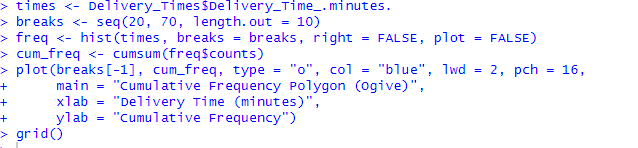 > times <- Delivery_Times$Delivery_Time_.minutes.
> breaks <- seq(20, 70, length.out = 10)
> freq <- hist(times, breaks = breaks, right = FALSE, plot = FALSE)
> cum_freq <- cumsum(freq$counts)
> plot(breaks[-1], cum_freq, type = "o", col = "blue", lwd = 2, pch = 16,
+      main = "Cumulative Frequency Polygon (Ogive)",
+      xlab = "Delivery Time (minutes)",
+      ylab = "Cumulative Frequency")
> grid()